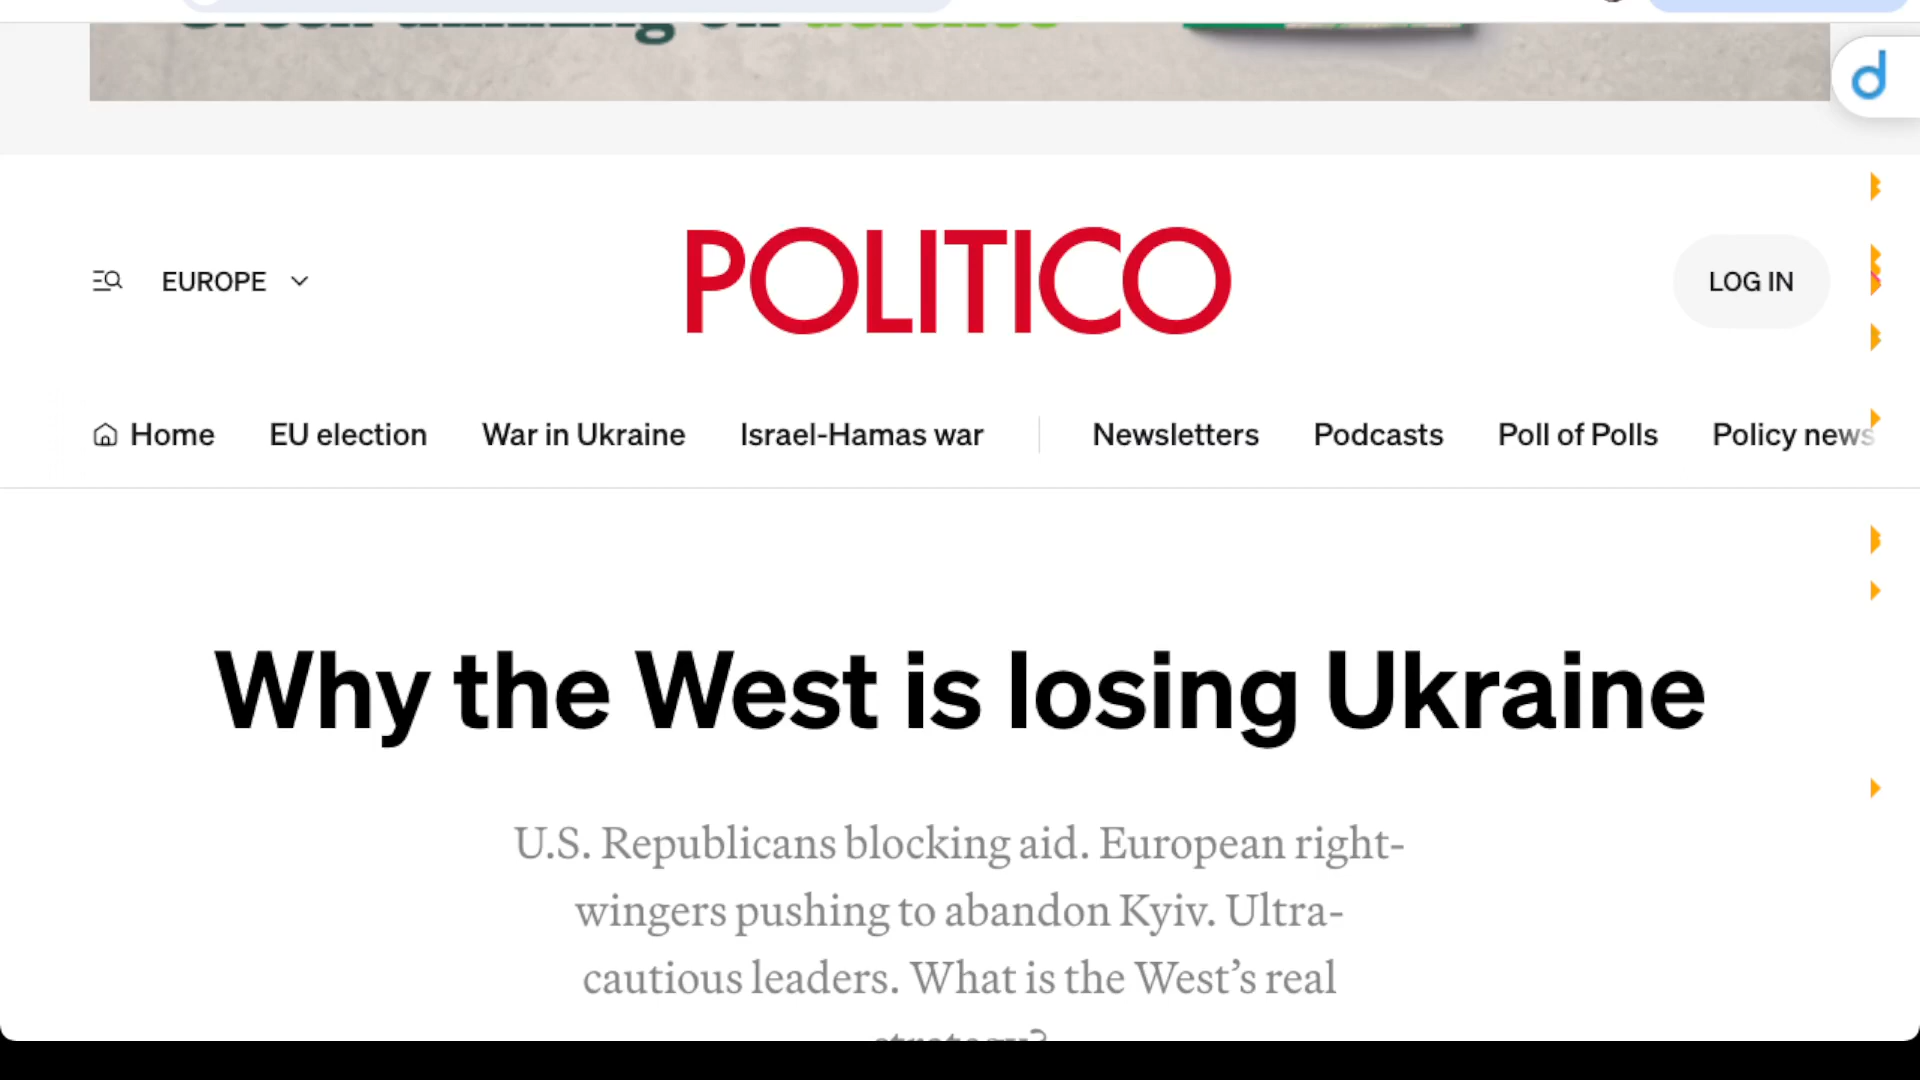 EUROPE
POLITICO
LOG IN
Home EU election War in Ukraine Israel-Hamas war Newsletters Podcasts Poll of Polls Policy news
Why the West is losing Ukraine
U.S. Republicans blocking aid. European right-
wingers pushing to abandon Kyiv. Ultra-
cautious leaders. What is the West’s real
strategy?